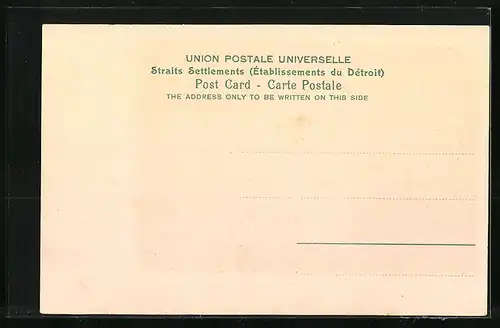 UNION POSTALE UNIVERSELLE
Straits Settlements (Établissements du Détroit)
Post Card - Carte Postale
THE ADDRESS ONLY TO BE WRITTEN ON THIS SIDE